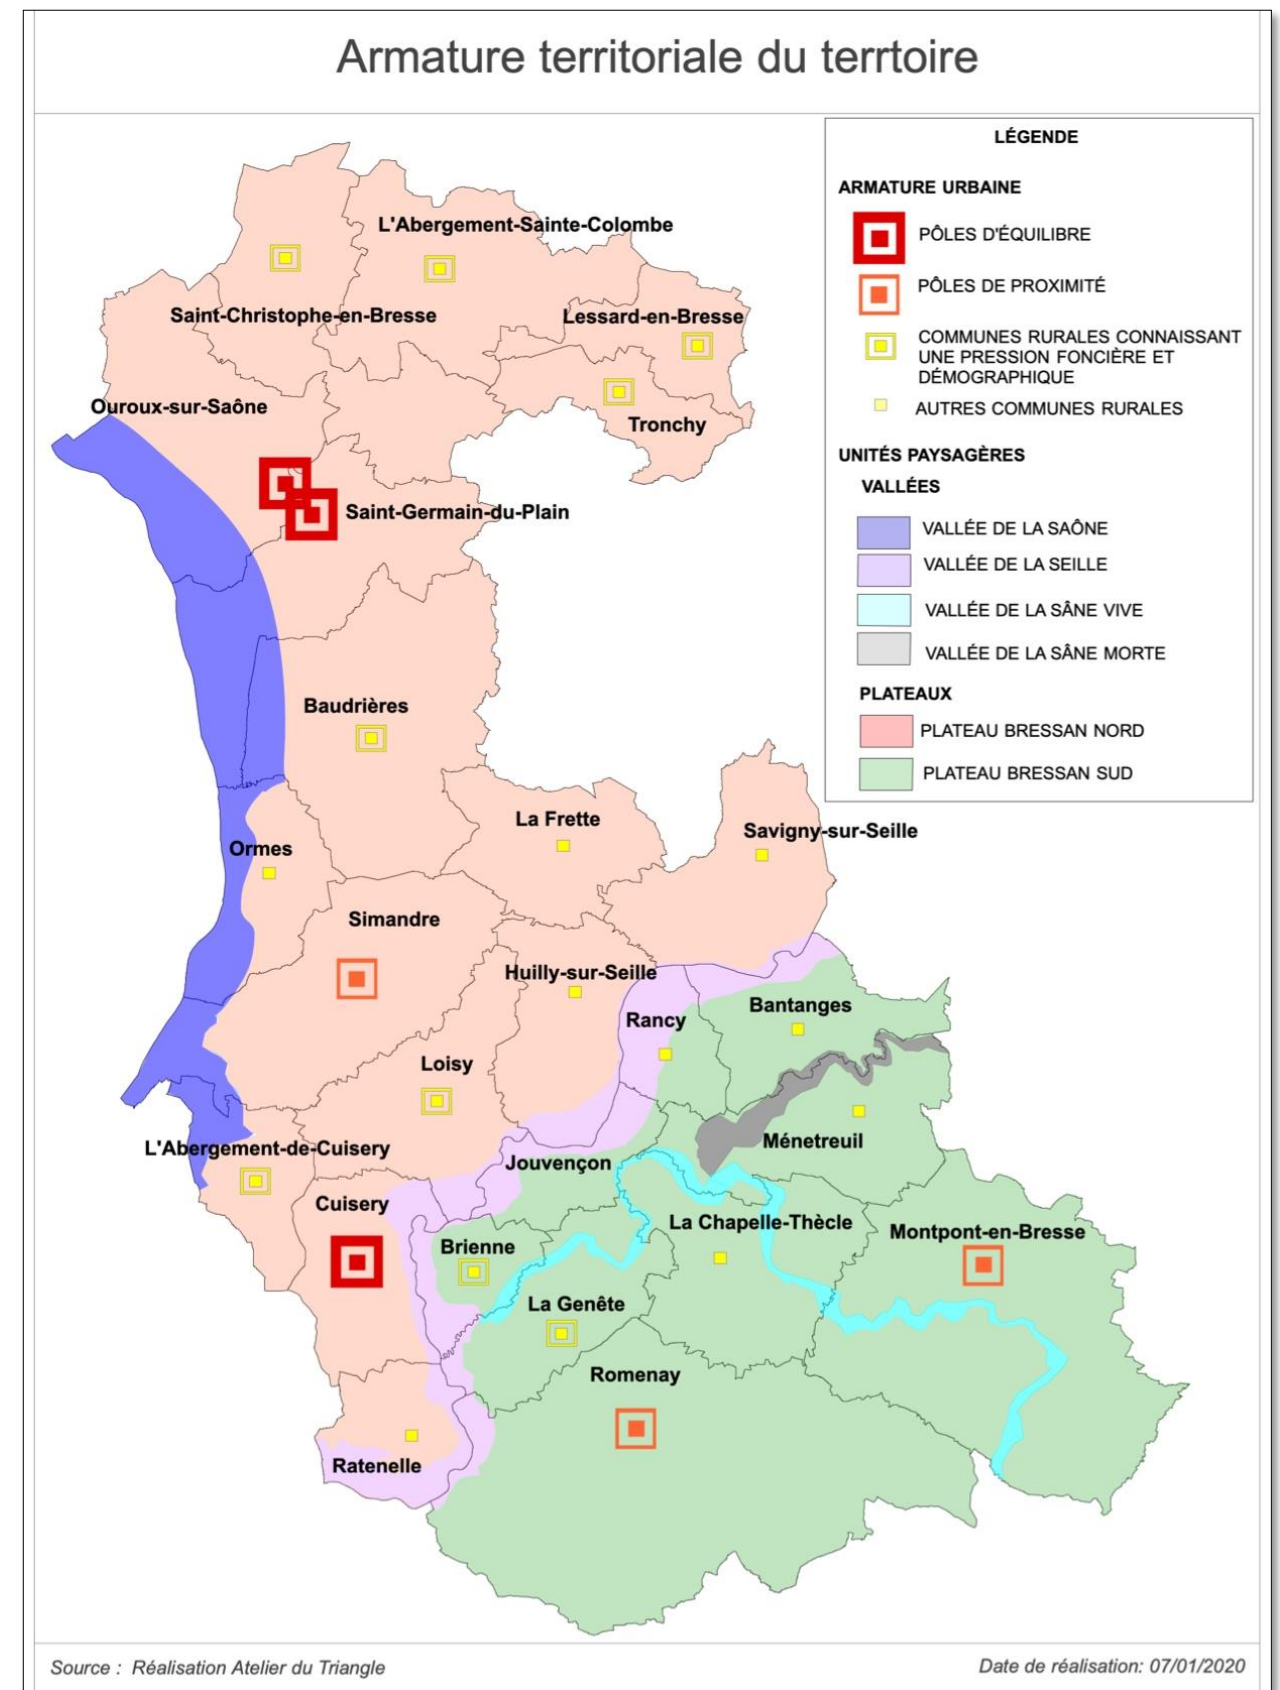 Armature territoriale du terrtoire
LÉGENDE
ARMATURE URBAINE
PÔLES D'ÉQUILIBRE
PÔLES DE PROXIMITÉ
COMMUNES RURALES CONNAISSANT
UNE PRESSION FONCIÈRE ET
DÉMOGRAPHIQUE
AUTRES COMMUNES RURALES
UNITÉS PAYSAGÈRES
VALLÉES
VALLÉE DE LA SAÔNE
VALLÉE DE LA SEILLE
VALLÉE DE LA SÂNE VIVE
VALLÉE DE LA SÂNE MORTE
PLATEAUX
PLATEAU BRESSAN NORD
PLATEAU BRESSAN SUD
L'Abergement-Sainte-Colombe
Saint-Christophe-en-Bresse
Lessard-en-Bresse
Ouroux-sur-Saône
Tronchy
Saint-Germain-du-Plain
Baudrières
La Frette
Savigny-sur-Seille
Ormes
Simandre
Huilly-sur-Seille
Bantanges
Rancy
Loisy
Ménetreuil
L'Abergement-de-Cuisery
Jouvençon
Cuisery
La Chapelle-Thècle
Montpont-en-Bresse
Brienne
La Genête
Romenay
Ratenelle
Source : Réalisation Atelier du Triangle
Date de réalisation: 07/01/2020